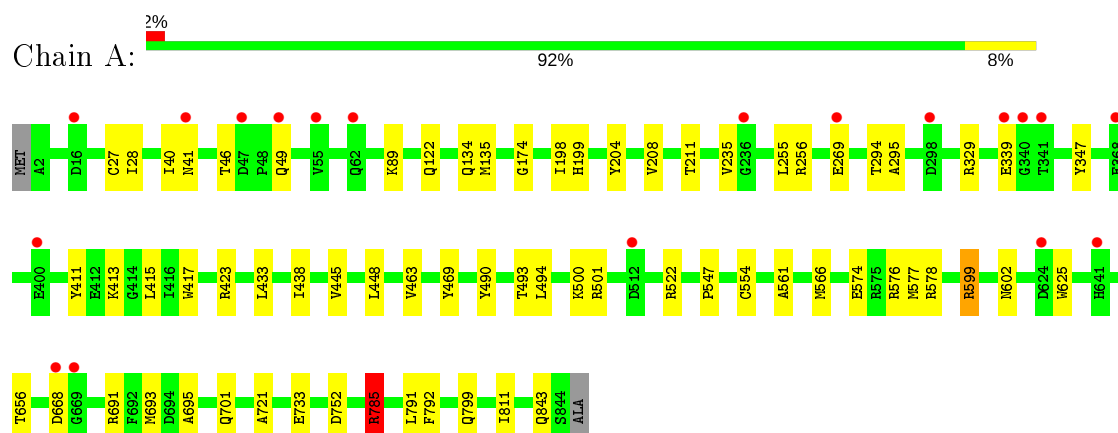 2%
Chain A:
92% 8%
MET A2 D16 C27 I28 I40 N41 T46 D47 P48 Q49 V55 Q62 K89 Q122 Q134 M135 G174 I198 H199 Y204 V208 T211 V235 G236 L255 R256 E269 T294 A295 D298 R329 E339 G340 T341 Y347
E400 Y411 E412 K413 G414 L415 I416 W417 R423 L433 I438 V445 L448 V463 Y469 Y490 T493 L494 K500 R501 D512 R522 P547 C554 A561 M566 E574 R575 R576 M577 R578 R599 N602 D624 W625 H641
T656 D668 G669 R691 F692 M693 D694 A695 Q701 A721 E733 D752 R785 L791 F792 Q799 I811 Q843 S844 ALA